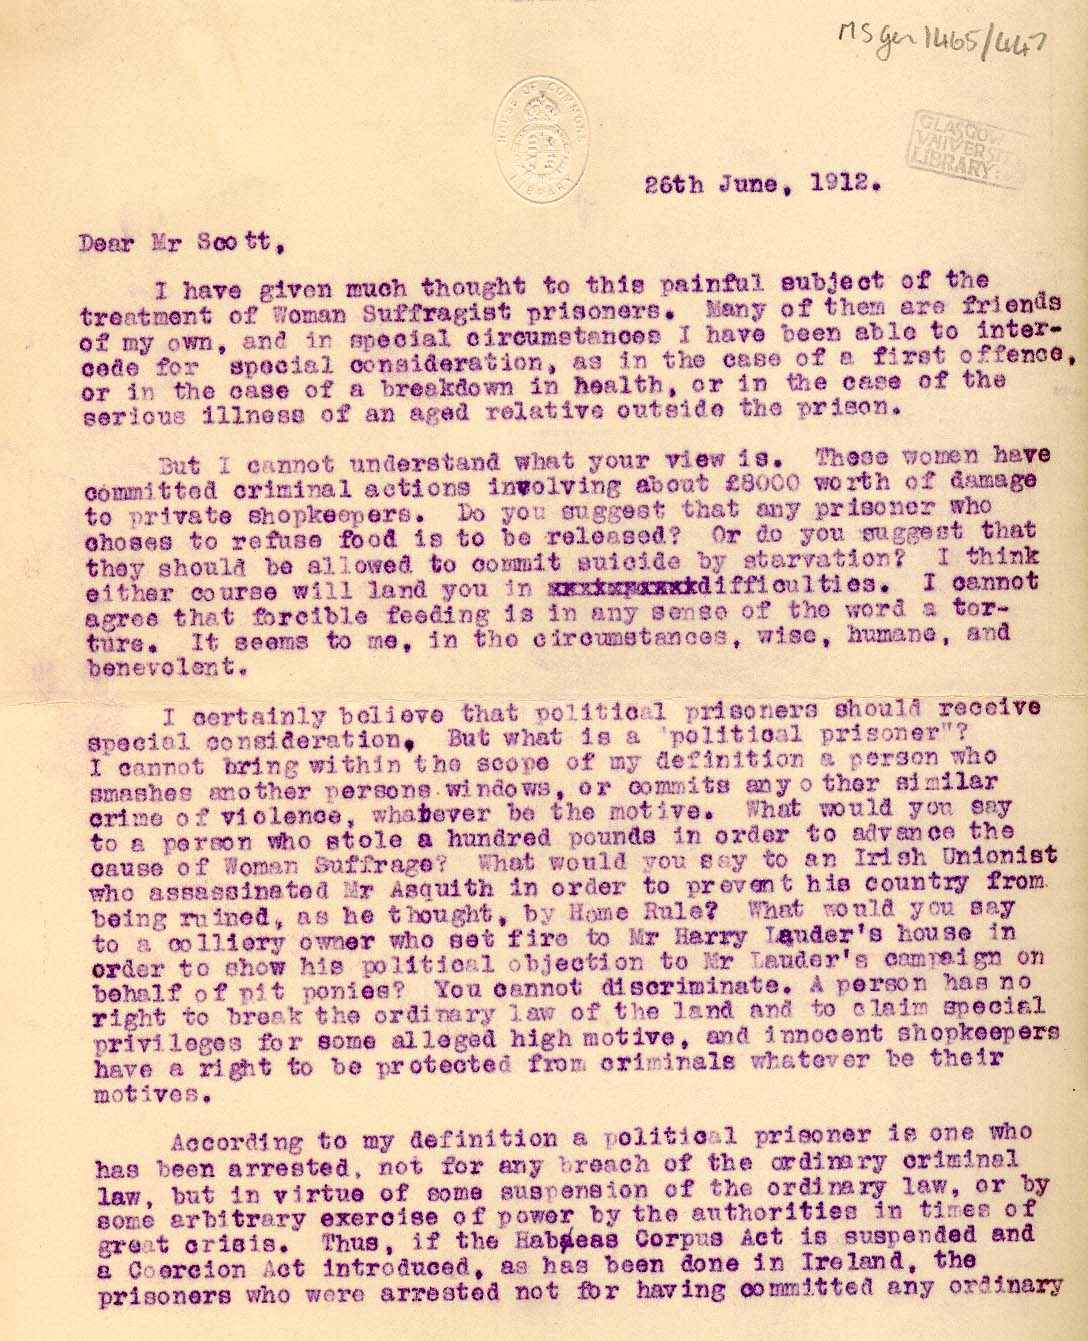 MS Gen 1465/447
HOUSE OF COMMONS
LIBRARY
GLASGOW
UNIVERSITY
LIBRARY:
26th June, 1912.
Dear Mr Scott,
I have given much thought to this painful subject of the
treatment of Woman Suffragist prisoners. Many of them are friends
of my own, and in special circumstances I have been able to inter-
cede for special consideration, as in the case of a first offence,
or in the case of a breakdown in health, or in the case of the
serious illness of an aged relative outside the prison.
But I cannot understand what your view is. These women have
committed criminal actions involving about £8000 worth of damage
to private shopkeepers. Do you suggest that any prisoner who
choses to refuse food is to be released? Or do you suggest that
they should be allowed to commit suicide by starvation? I think
either course will land you in difficulties. I cannot
agree that forcible feeding is in any sense of the word a tor-
ture. It seems to me, in the circumstances, wise, humane, and
benevolent.
I certainly believe that political prisoners should receive
special consideration. But what is a "political prisoner"?
I cannot bring within the scope of my definition a person who
smashes another persons windows, or commits any other similar
crime of violence, whatever be the motive. What would you say
to a person who stole a hundred pounds in order to advance the
cause of Woman Suffrage? What would you say to an Irish Unionist
who assassinated Mr Asquith in order to prevent his country from
being ruined, as he thought, by Home Rule? What would you say
to a colliery owner who set fire to Mr Harry Lauder's house in
order to show his political objection to Mr Lauder's campaign on
behalf of pit ponies? You cannot discriminate. A person has no
right to break the ordinary law of the land and to claim special
privileges for some alleged high motive, and innocent shopkeepers
have a right to be protected from criminals whatever be their
motives.
According to my definition a political prisoner is one who
has been arrested, not for any breach of the ordinary criminal
law, but in virtue of some suspension of the ordinary law, or by
some arbitrary exercise of power by the authorities in times of
great crisis. Thus, if the Habeas Corpus Act is suspended and
a Coercion Act introduced, as has been done in Ireland, the
prisoners who were arrested not for having committed any ordinary